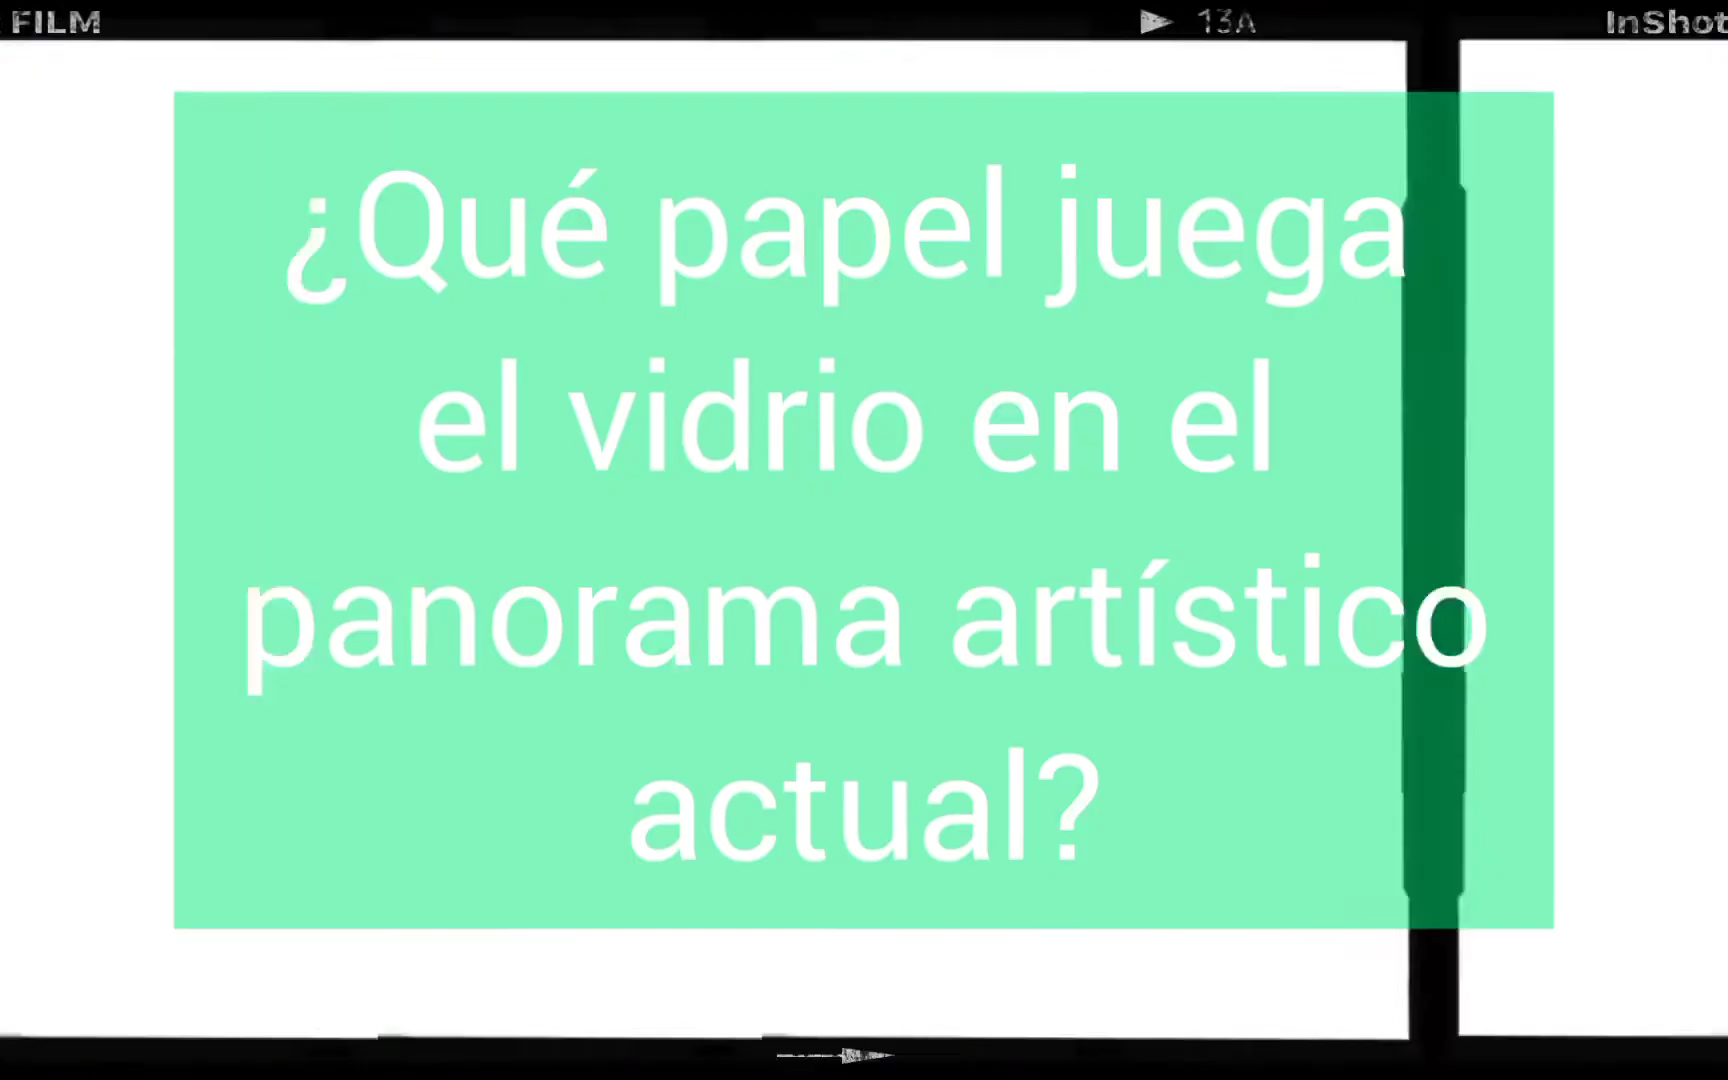 FILM
13A
InShot
¿Qué papel juega
el vidrio en el
panorama artístico
actual?